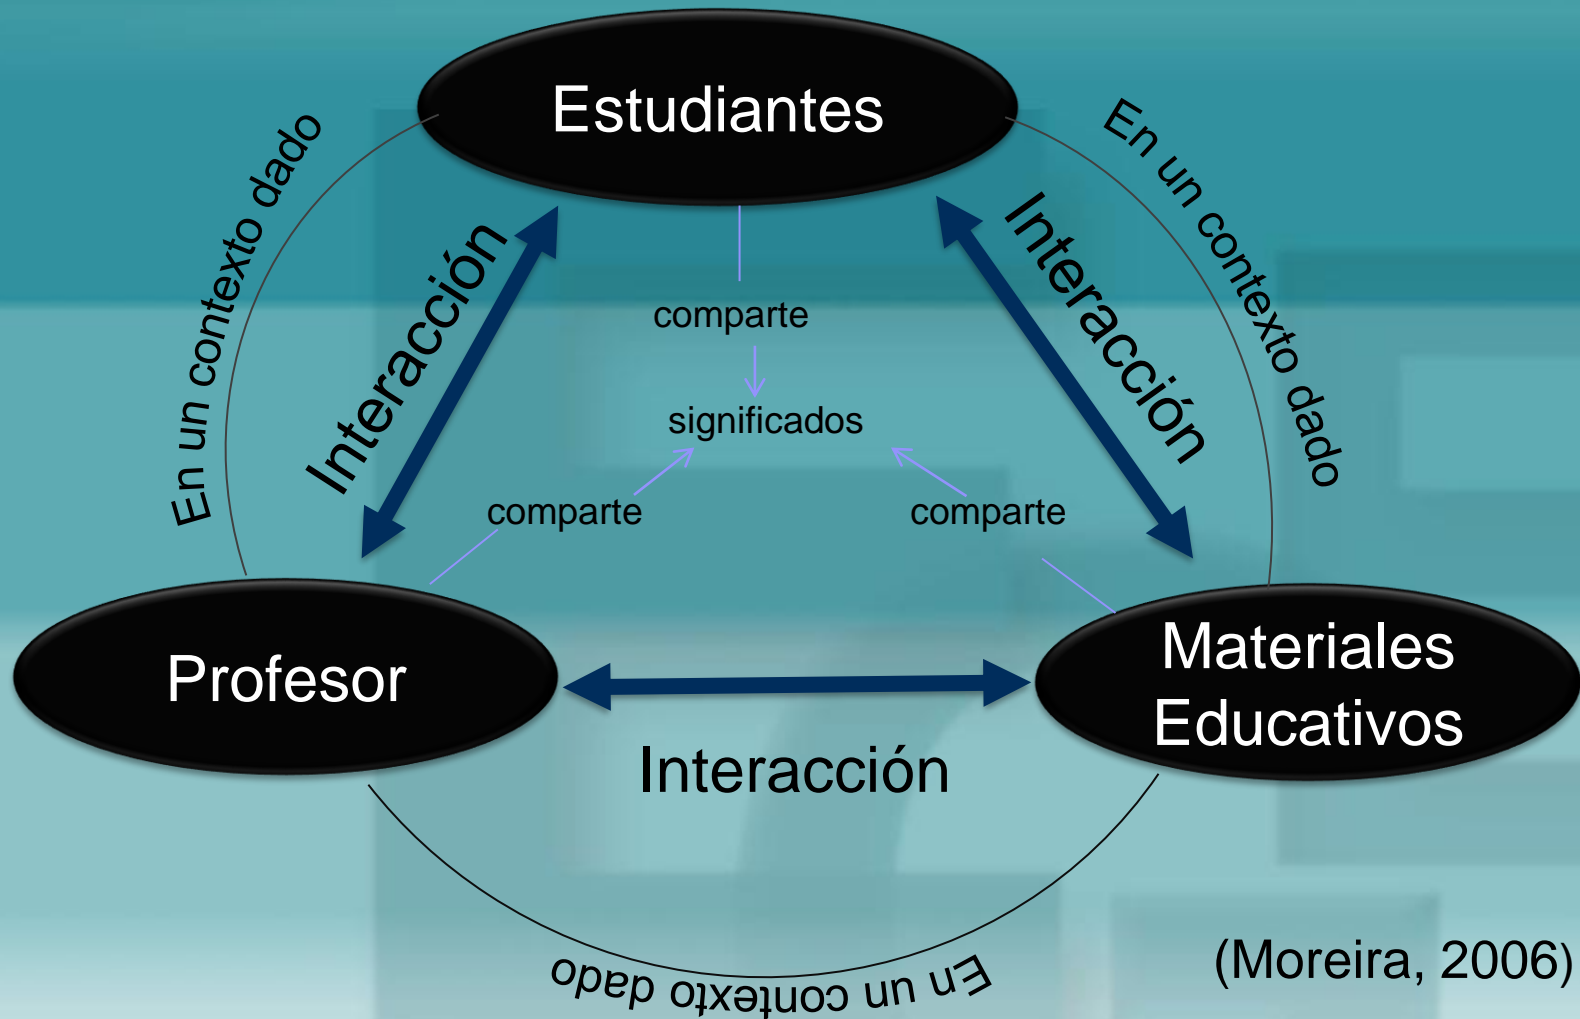 Estudiantes
En un contexto dado
En un contexto dado
Interacción
Interacción
comparte
significados
comparte
comparte
Profesor
Materiales
Educativos
Interacción
En un contexto dado
(Moreira, 2006)